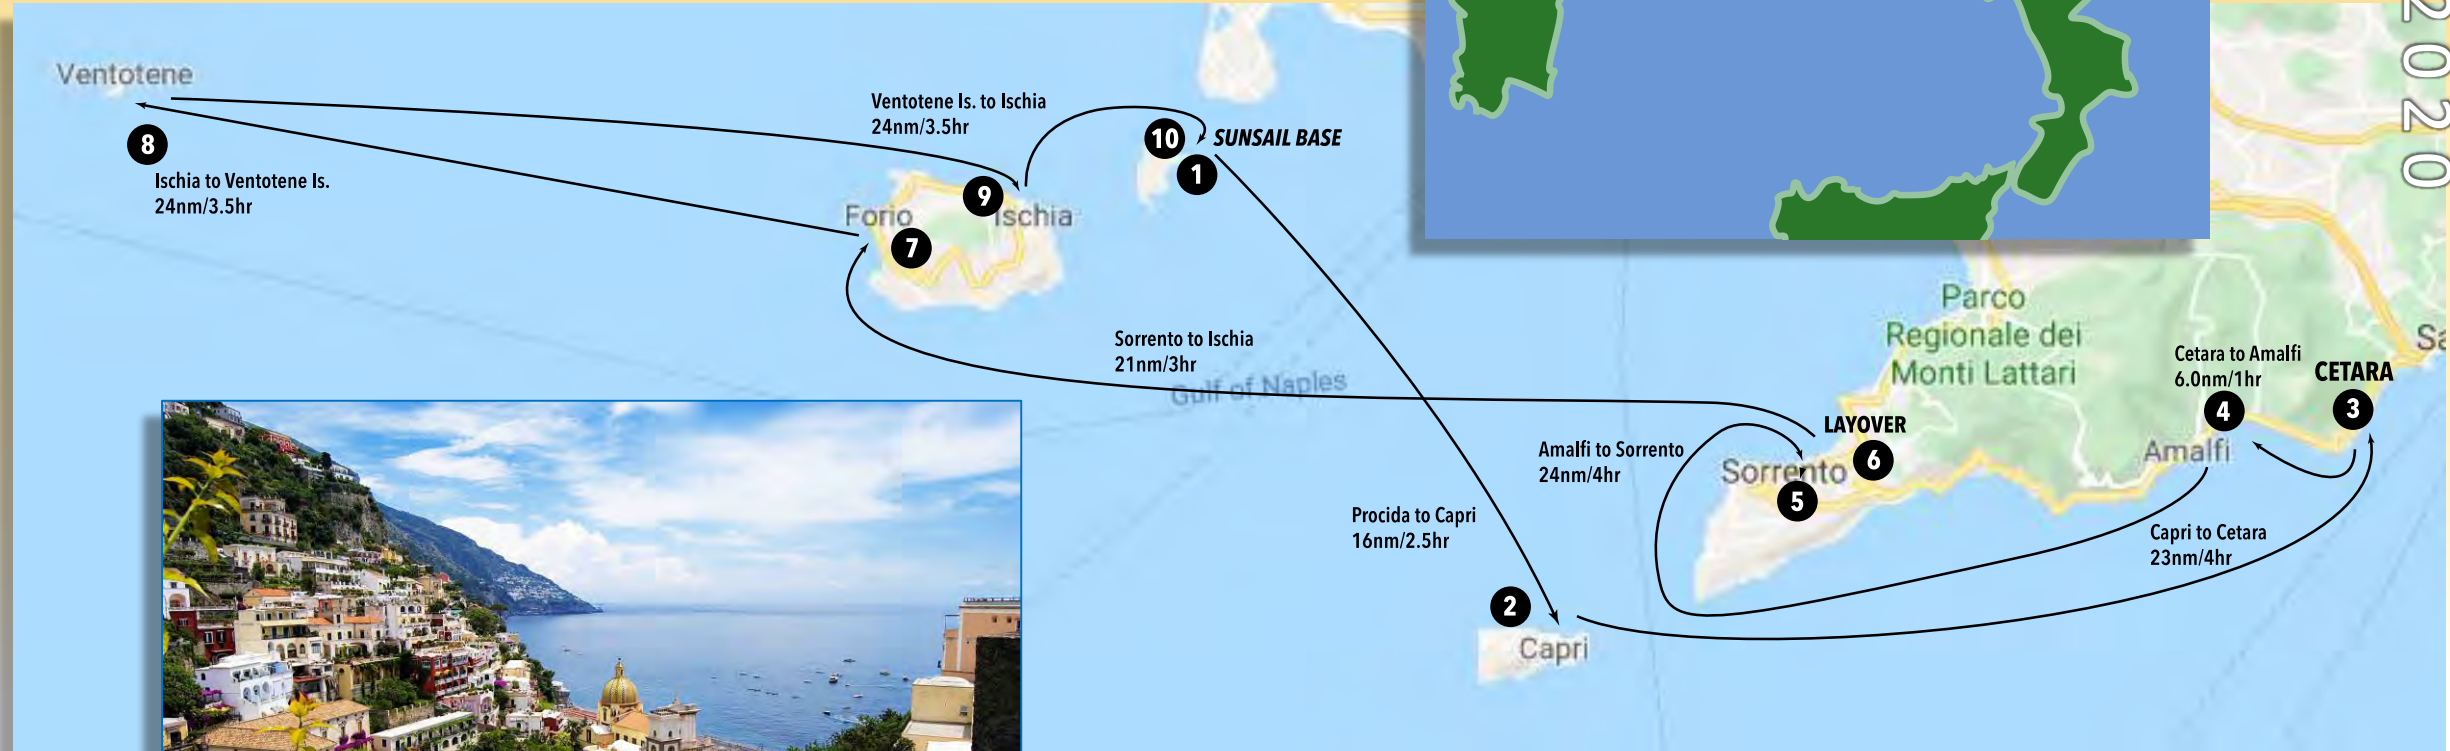 2020
Ventotene
8
Ischia to Ventotene Is.
24nm/3.5hr
Ventotene Is. to Ischia
24nm/3.5hr
10
SUNSAIL BASE
1
9
Forio
Ischia
7
Sorrento to Ischia
21nm/3hr
Gulf of Naples
Parco
Regionale dei
Monti Lattari
Cetara to Amalfi
6.0nm/1hr
CETARA
3
4
Amalfi
LAYOVER
6
Amalfi to Sorrento
24nm/4hr
Sorrento
5
Procida to Capri
16nm/2.5hr
Capri to Cetara
23nm/4hr
2
Capri